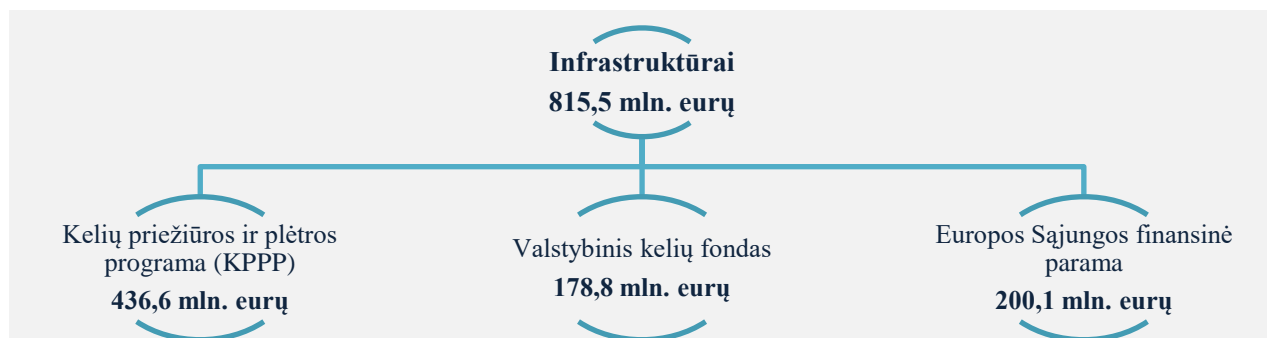 Infrastruktūrai
815,5 mln. eurų
Kelių priežiūros ir plėtros
programa (KPPP)
436,6 mln. eurų
Valstybinis kelių fondas
178,8 mln. eurų
Europos Sąjungos finansinė
parama
200,1 mln. eurų